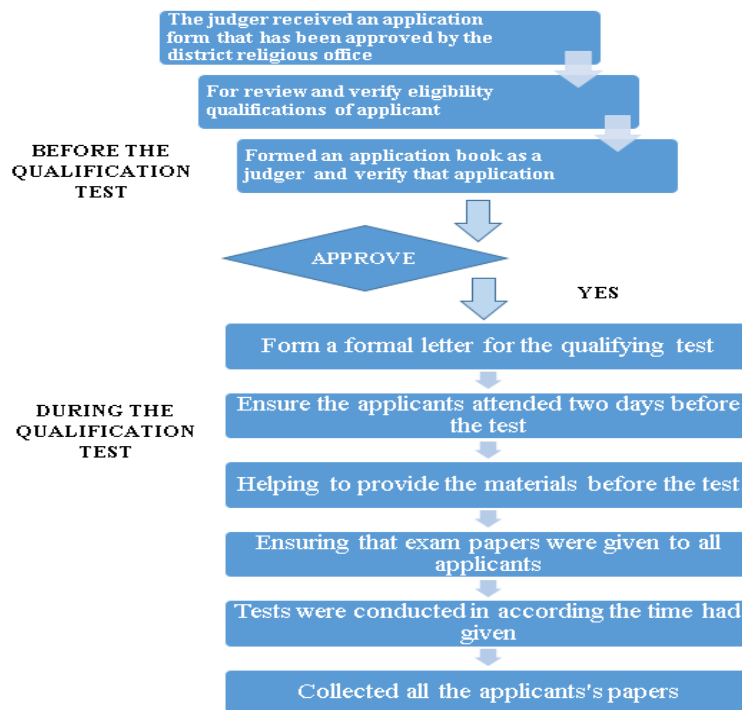 The judger received an application
form that has been approved by the
district religious office
For review and verify eligibility
qualifications of applicant
BEFORE THE
QUALIFICATION
TEST
Formed an application book as a
judger and verify that application
APPROVE
YES
Form a formal letter for the qualifying test
DURING THE
QUALIFICATION
TEST
Ensure the applicants attended two days before
the test
Helping to provide the materials before the test
Ensuring that exam papers were given to all
applicants
Tests were conducted in according the time had
given
Collected all the applicants's papers